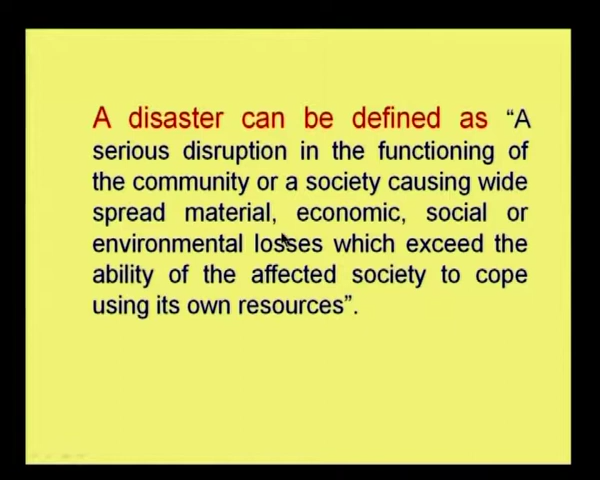 A disaster can be defined as “A
serious disruption in the functioning of
the community or a society causing wide
spread material, economic, social or
environmental losses which exceed the
ability of the affected society to cope
using its own resources”.